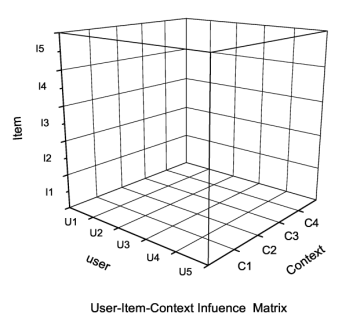 I5
I4
I3
I2
I1
Item
U1
U2
U3
U4
U5
user
C1
C2
C3
C4
Context
User-Item-Context Infuence Matrix